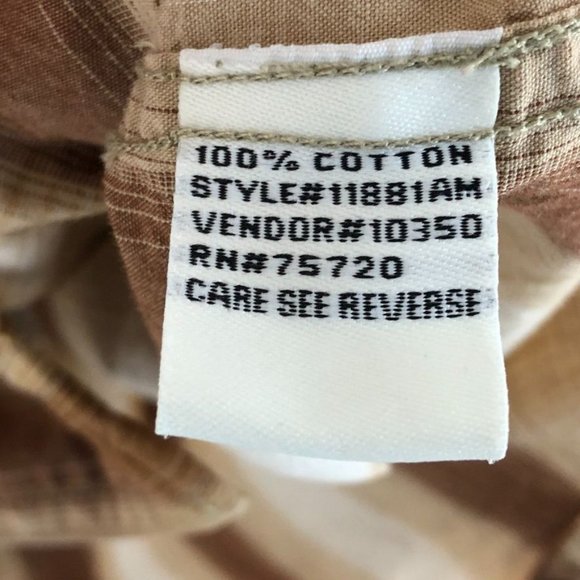 100% COTTON
STYLE#11881AM
VENDOR#10350
RN#75720
CARE SEE REVERSE